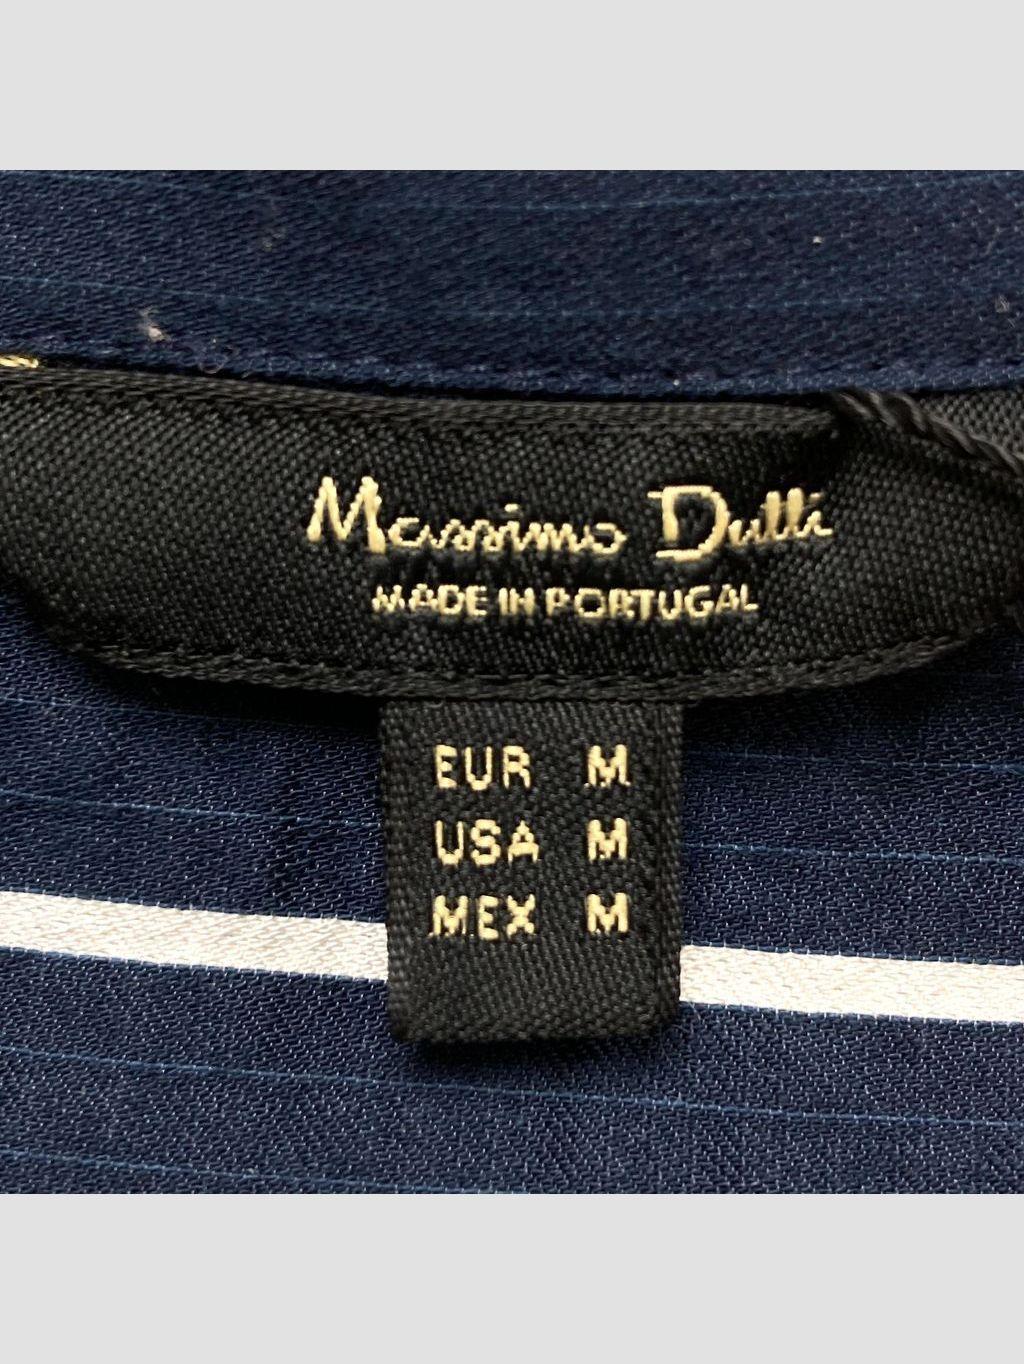 Massimo Dutti
MADE IN PORTUGAL
EUR M
USA M
MEX M